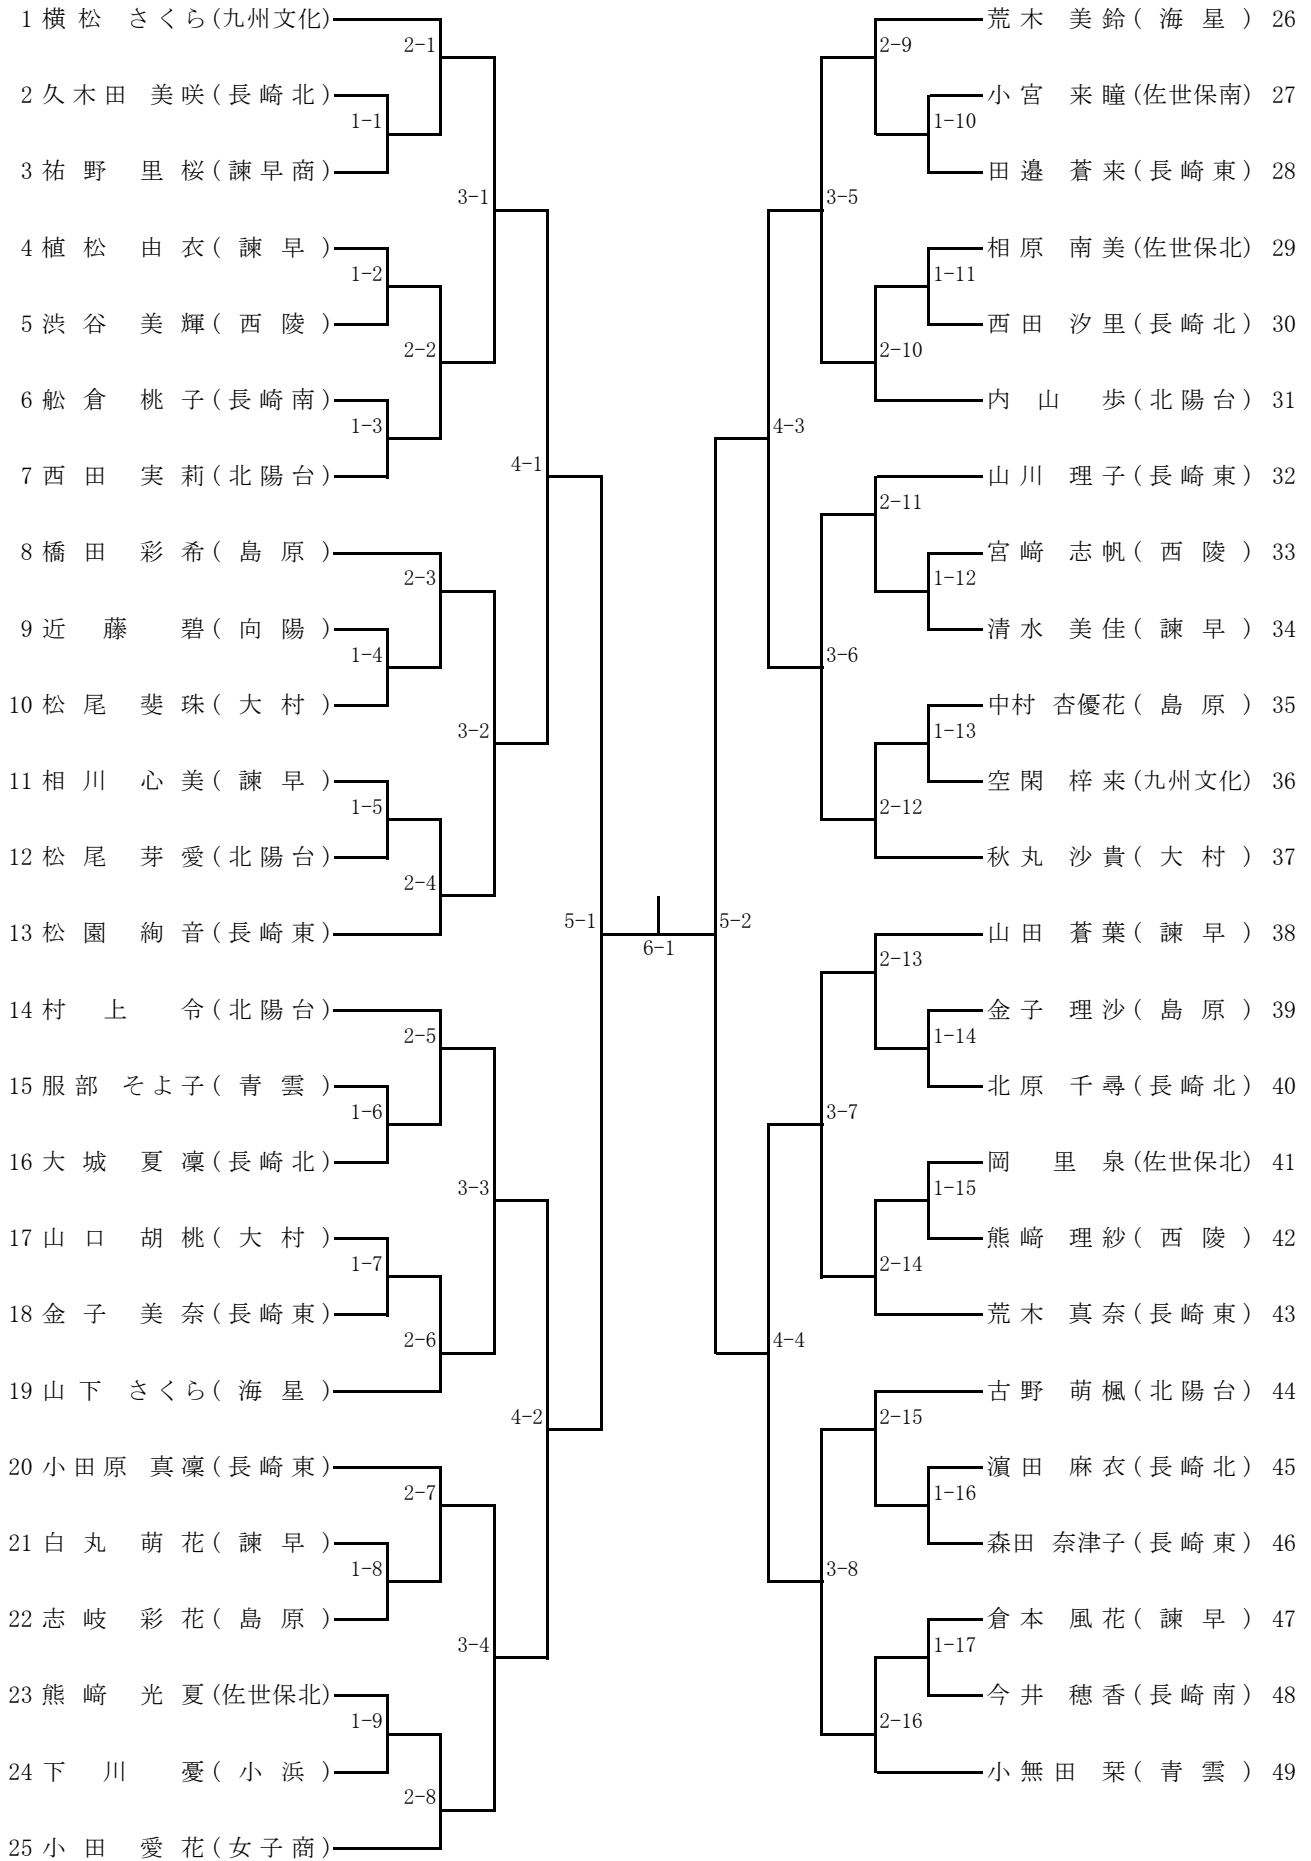 1 横松 さくら(九州文化)
2-1
2 久木田 美咲(長崎北)
1-1
3 祐野 里桜(諫早商)
3-1
4 植松 由衣(諫早)
1-2
5 渋谷 美輝(西陵)
2-2
6 舩倉 桃子(長崎南)
1-3
7 西田 実莉(北陽台)
4-1
8 橋田 彩希(島原)
2-3
9 近藤 碧(向陽)
1-4
10 松尾 斐珠(大村)
3-2
11 相川 心美(諫早)
1-5
12 松尾 芽愛(北陽台)
2-4
13 松園 絢音(長崎東)
5-1
14 村上 令(北陽台)
2-5
15 服部 そよ子(青雲)
1-6
16 大城 夏凜(長崎北)
3-3
17 山口 胡桃(大村)
1-7
18 金子 美奈(長崎東)
2-6
19 山下 さくら(海星)
4-2
20 小田原 真凜(長崎東)
2-7
21 白丸 萌花(諫早)
1-8
22 志岐 彩花(島原)
3-4
23 熊﨑 光夏(佐世保北)
1-9
24 下川 憂(小浜)
2-8
25 小田 愛花(女子商)
6-1
荒木 美鈴(海星) 26
2-9
小宮 来瞳(佐世保南) 27
1-10
田邉 蒼来(長崎東) 28
3-5
相原 南美(佐世保北) 29
1-11
西田 汐里(長崎北) 30
2-10
内山 歩(北陽台) 31
4-3
山川 理子(長崎東) 32
2-11
宮﨑 志帆(西陵) 33
1-12
清水 美佳(諫早) 34
3-6
中村 杏優花(島原) 35
1-13
空閑 梓来(九州文化) 36
2-12
秋丸 沙貴(大村) 37
5-2
山田 蒼葉(諫早) 38
2-13
金子 理沙(島原) 39
1-14
北原 千尋(長崎北) 40
3-7
岡 里泉(佐世保北) 41
1-15
熊﨑 理紗(西陵) 42
2-14
荒木 真奈(長崎東) 43
4-4
古野 萌楓(北陽台) 44
2-15
濵田 麻衣(長崎北) 45
1-16
森田 奈津子(長崎東) 46
3-8
倉本 風花(諫早) 47
1-17
今井 穂香(長崎南) 48
2-16
小無田 栞(青雲) 49